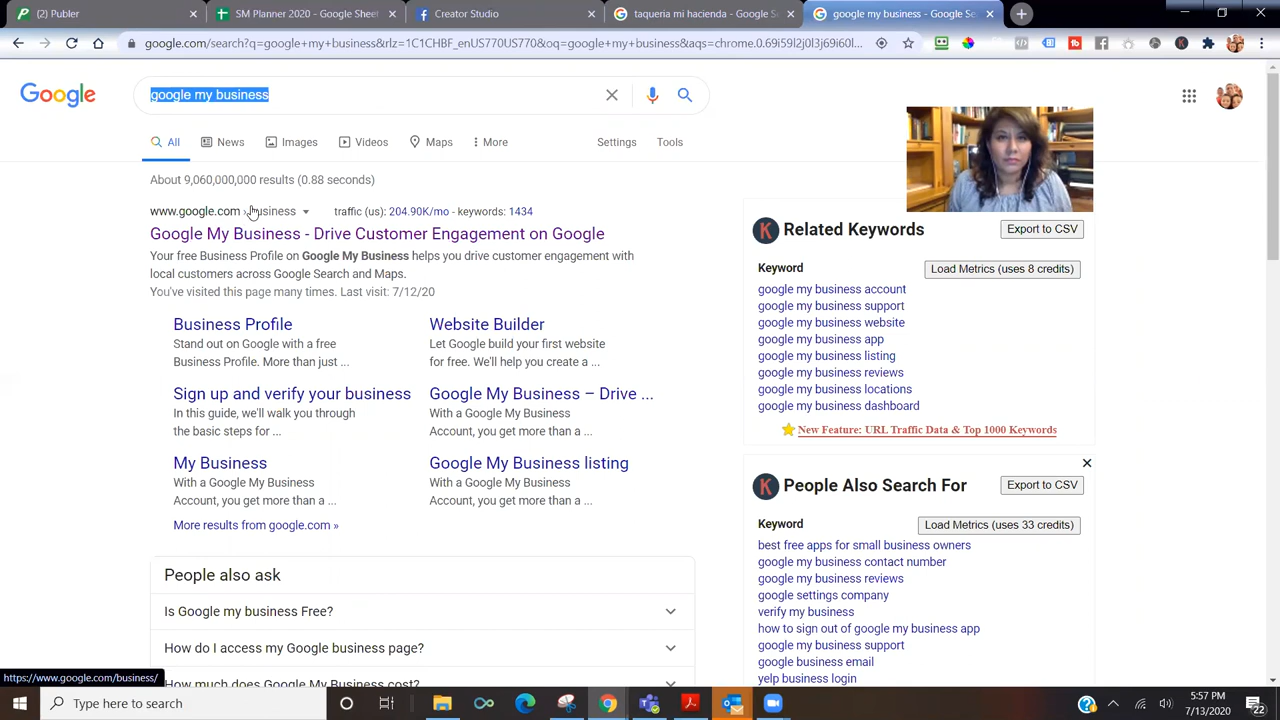 (2) Publer
SM Planner 2020 - Google Sheet
Creator Studio
taqueria mi hacienda - Google S
google my business - Google Se
google.com/search?q=google+my+business&rlz=1C1CHBF_enUS770US770&oq=google+my+business&aqs=chrome.0.69i59l2j0l3j69i60l...
Google
google my business
All
News
Images
Videos
Maps
More
Settings
Tools
About 9,060,000,000 results (0.88 seconds)
www.google.com › business
traffic (us): 204.90K/mo - keywords: 1434
Google My Business - Drive Customer Engagement on Google
Your free Business Profile on Google My Business helps you drive customer engagement with
local customers across Google Search and Maps.
You've visited this page many times. Last visit: 7/12/20
Business Profile
Stand out on Google with a free
Business Profile. More than just ...
Website Builder
Let Google build your first website
for free. We'll help you create a ...
Sign up and verify your business
In this guide, we'll walk you through
the basic steps for ...
Google My Business – Drive ...
With a Google My Business
Account, you get more than a ...
My Business
With a Google My Business
Account, you get more than a ...
Google My Business listing
With a Google My Business
Account, you get more than a ...
More results from google.com »
People also ask
Is Google my business Free?
How do I access my Google business page?
How much does Google My Business cost?
K Related Keywords
Export to CSV
Keyword
Load Metrics (uses 8 credits)
google my business account
google my business support
google my business website
google my business app
google my business listing
google my business reviews
google my business locations
google my business dashboard
New Feature: URL Traffic Data & Top 1000 Keywords
K People Also Search For
Export to CSV
Keyword
Load Metrics (uses 33 credits)
best free apps for small business owners
google my business contact number
google my business reviews
google settings company
verify my business
how to sign out of google my business app
google my business support
google business email
yelp business login
https://www.google.com/business/
Type here to search
5:57 PM
7/13/2020
22